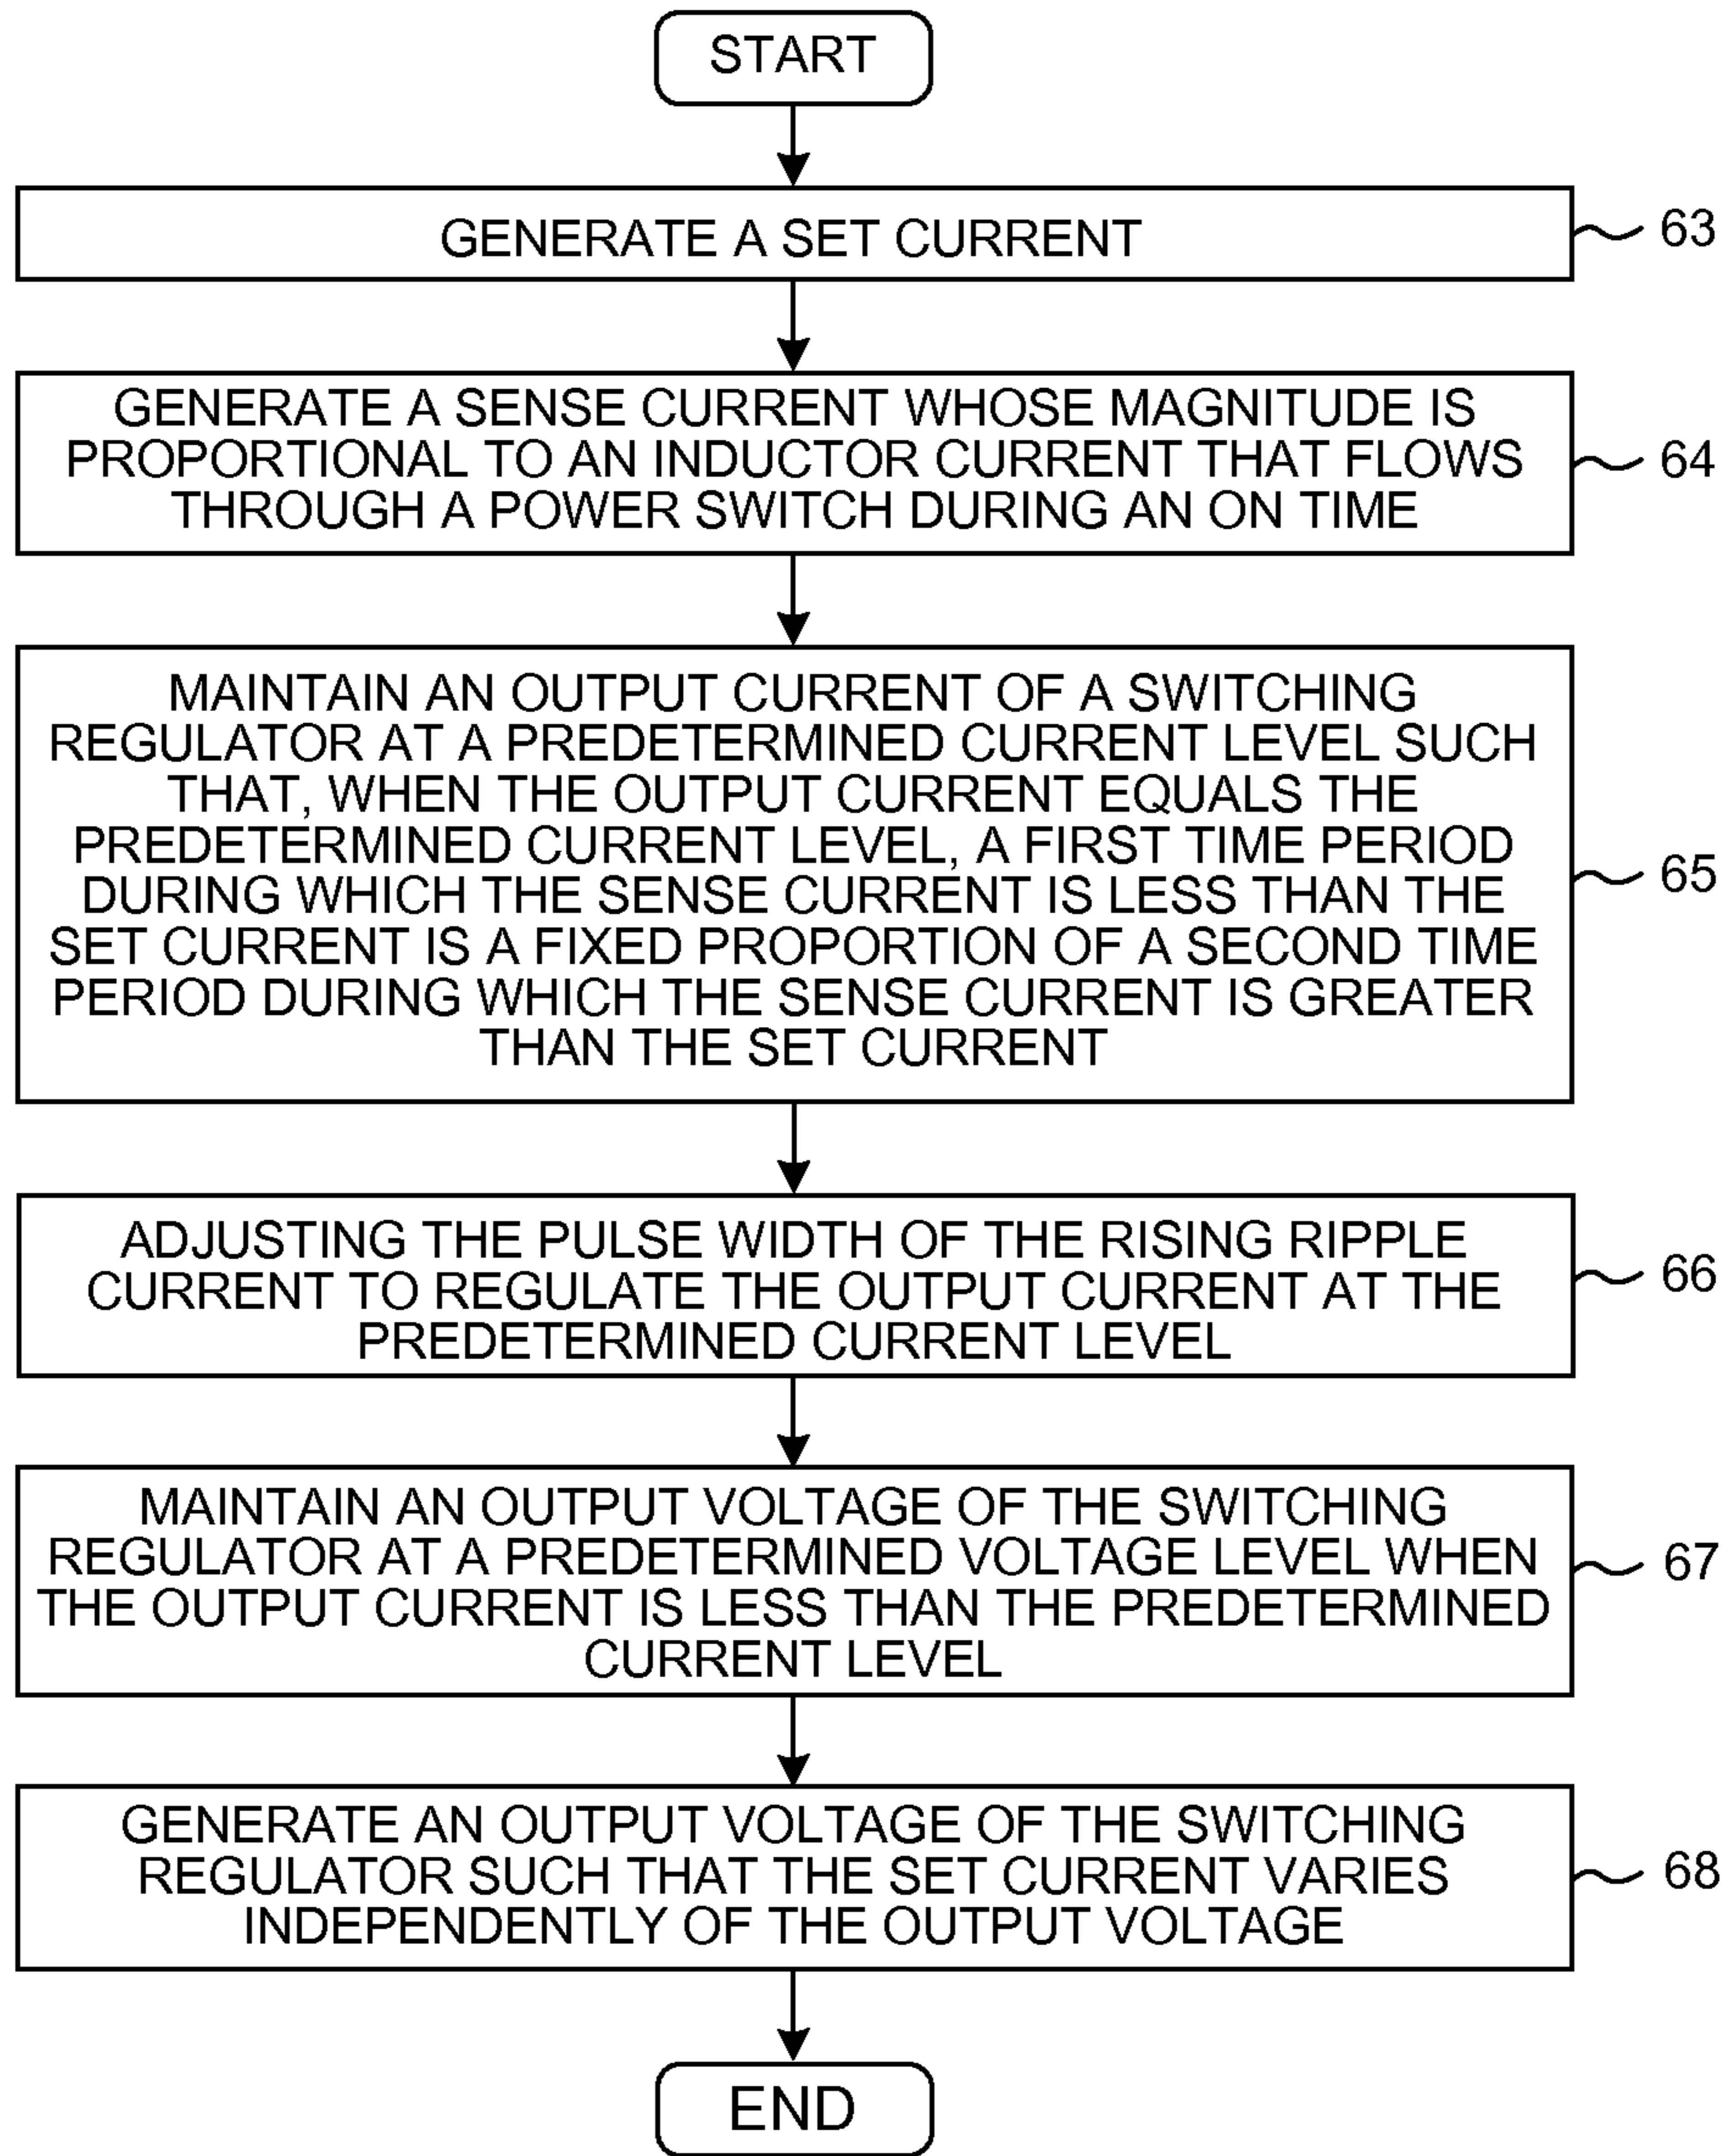 START
GENERATE A SET CURRENT
63
GENERATE A SENSE CURRENT WHOSE MAGNITUDE IS
PROPORTIONAL TO AN INDUCTOR CURRENT THAT FLOWS
THROUGH A POWER SWITCH DURING AN ON TIME
64
MAINTAIN AN OUTPUT CURRENT OF A SWITCHING
REGULATOR AT A PREDETERMINED CURRENT LEVEL SUCH
THAT, WHEN THE OUTPUT CURRENT EQUALS THE
PREDETERMINED CURRENT LEVEL, A FIRST TIME PERIOD
DURING WHICH THE SENSE CURRENT IS LESS THAN THE
SET CURRENT IS A FIXED PROPORTION OF A SECOND TIME
PERIOD DURING WHICH THE SENSE CURRENT IS GREATER
THAN THE SET CURRENT
65
ADJUSTING THE PULSE WIDTH OF THE RISING RIPPLE
CURRENT TO REGULATE THE OUTPUT CURRENT AT THE
PREDETERMINED CURRENT LEVEL
66
MAINTAIN AN OUTPUT VOLTAGE OF THE SWITCHING
REGULATOR AT A PREDETERMINED VOLTAGE LEVEL WHEN
THE OUTPUT CURRENT IS LESS THAN THE PREDETERMINED
CURRENT LEVEL
67
GENERATE AN OUTPUT VOLTAGE OF THE SWITCHING
REGULATOR SUCH THAT THE SET CURRENT VARIES
INDEPENDENTLY OF THE OUTPUT VOLTAGE
68
END